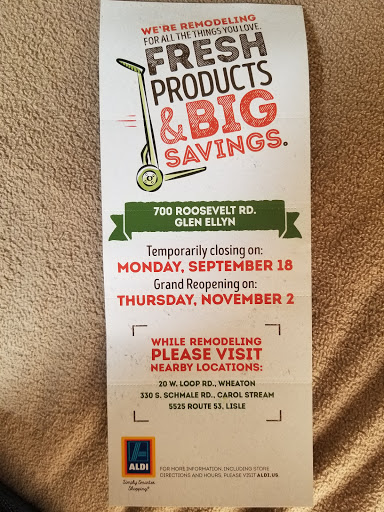 WE'RE REMODELING
FOR ALL THE THINGS YOU LOVE.
FRESH
PRODUCTS
& BIG
SAVINGS.
700 ROOSEVELT RD.
GLEN ELLYN
Temporarily closing on:
MONDAY, SEPTEMBER 18
Grand Reopening on:
THURSDAY, NOVEMBER 2
WHILE REMODELING
PLEASE VISIT
NEARBY LOCATIONS:
20 W. LOOP RD., WHEATON
330 S. SCHMALE RD., CAROL STREAM
5525 ROUTE 53, LISLE
ALDI
Simply Smarter
Shopping®
FOR MORE INFORMATION, INCLUDING STORE
DIRECTIONS AND HOURS, PLEASE VISIT ALDI.US